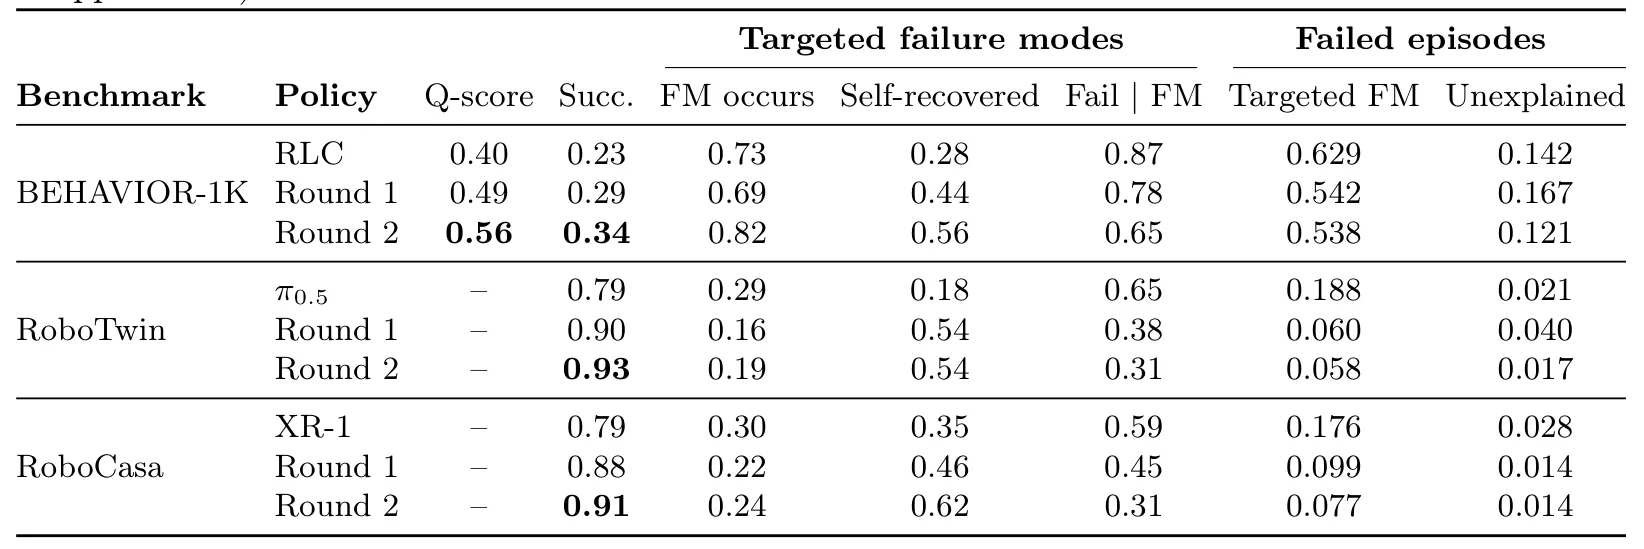 Targeted failure modes Failed episodes
Benchmark Policy Q-score Succ. FM occurs Self-recovered Fail | FM Targeted FM Unexplained
RLC 0.40 0.23 0.73 0.28 0.87 0.629 0.142
BEHAVIOR-1K Round 1 0.49 0.29 0.69 0.44 0.78 0.542 0.167
Round 2 0.56 0.34 0.82 0.56 0.65 0.538 0.121
π0.5 – 0.79 0.29 0.18 0.65 0.188 0.021
RoboTwin Round 1 – 0.90 0.16 0.54 0.38 0.060 0.040
Round 2 – 0.93 0.19 0.54 0.31 0.058 0.017
XR-1 – 0.79 0.30 0.35 0.59 0.176 0.028
RoboCasa Round 1 – 0.88 0.22 0.46 0.45 0.099 0.014
Round 2 – 0.91 0.24 0.62 0.31 0.077 0.014